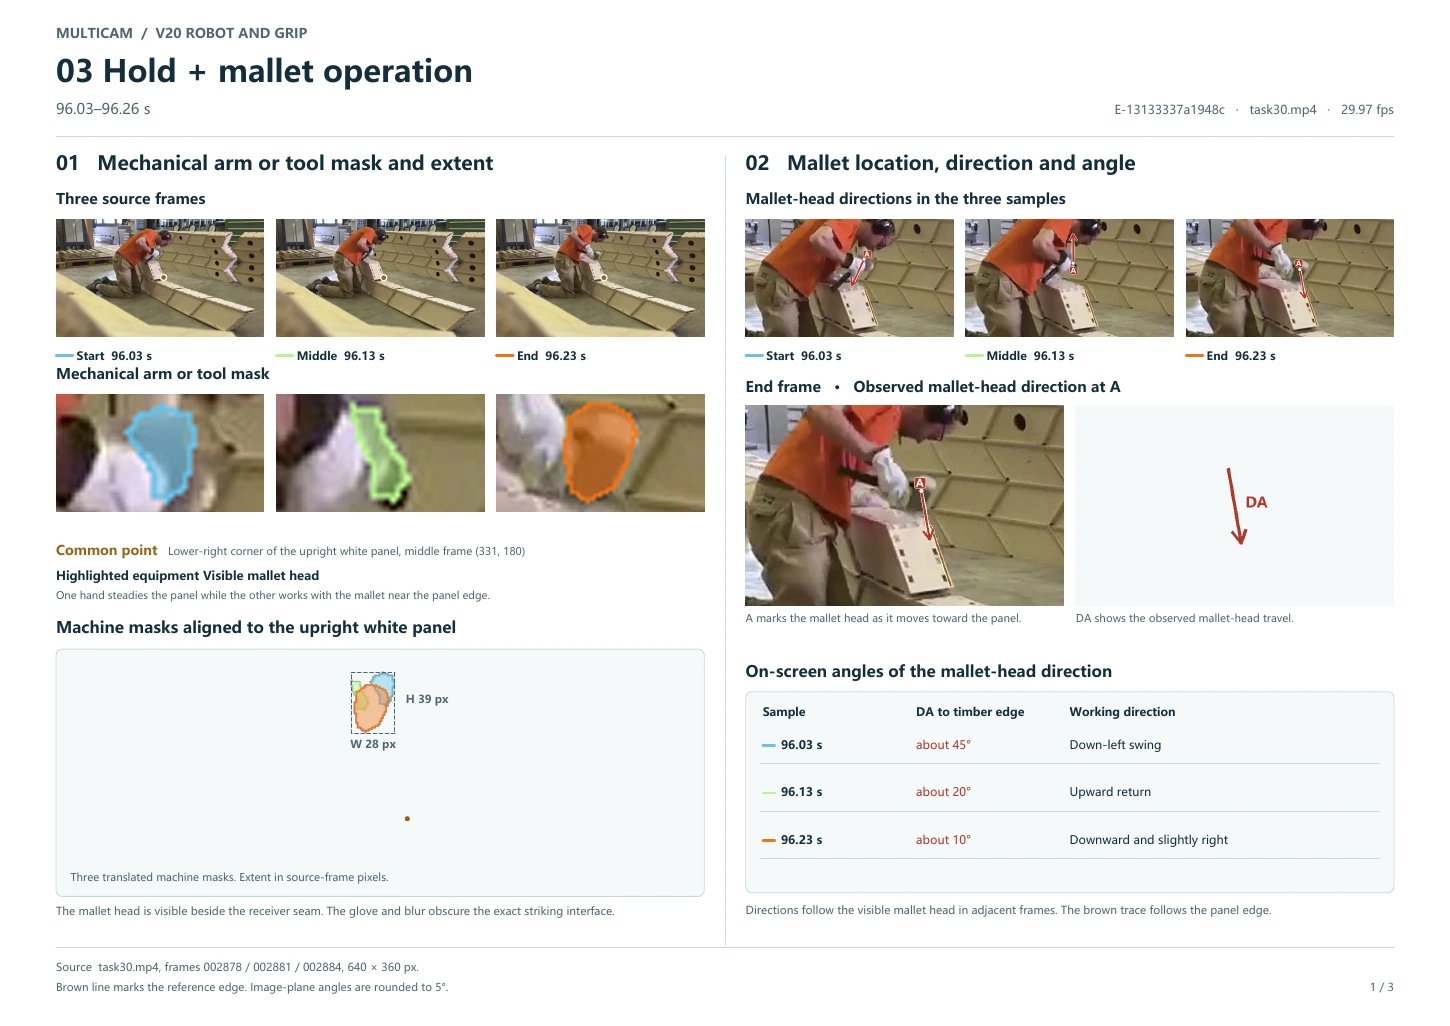 MULTICAM / V20 ROBOT AND GRIP
03 Hold + mallet operation
96.03–96.26 s
E-13133337a1948c · task30.mp4 · 29.97 fps
01 Mechanical arm or tool mask and extent
Three source frames
Start 96.03 s
Middle 96.13 s
End 96.23 s
Mechanical arm or tool mask
Common point Lower-right corner of the upright white panel, middle frame (331, 180)
Highlighted equipment Visible mallet head
One hand steadies the panel while the other works with the mallet near the panel edge.
Machine masks aligned to the upright white panel
H 39 px
W 28 px
Three translated machine masks. Extent in source-frame pixels.
The mallet head is visible beside the receiver seam. The glove and blur obscure the exact striking interface.
02 Mallet location, direction and angle
Mallet-head directions in the three samples
A
A
A
Start 96.03 s
Middle 96.13 s
End 96.23 s
End frame • Observed mallet-head direction at A
A
DA
A marks the mallet head as it moves toward the panel.
DA shows the observed mallet-head travel.
On-screen angles of the mallet-head direction
Sample DA to timber edge Working direction
96.03 s about 45° Down-left swing
96.13 s about 20° Upward return
96.23 s about 10° Downward and slightly right
Directions follow the visible mallet head in adjacent frames. The brown trace follows the panel edge.
Source task30.mp4, frames 002878 / 002881 / 002884, 640 × 360 px.
Brown line marks the reference edge. Image-plane angles are rounded to 5°.
1 / 3